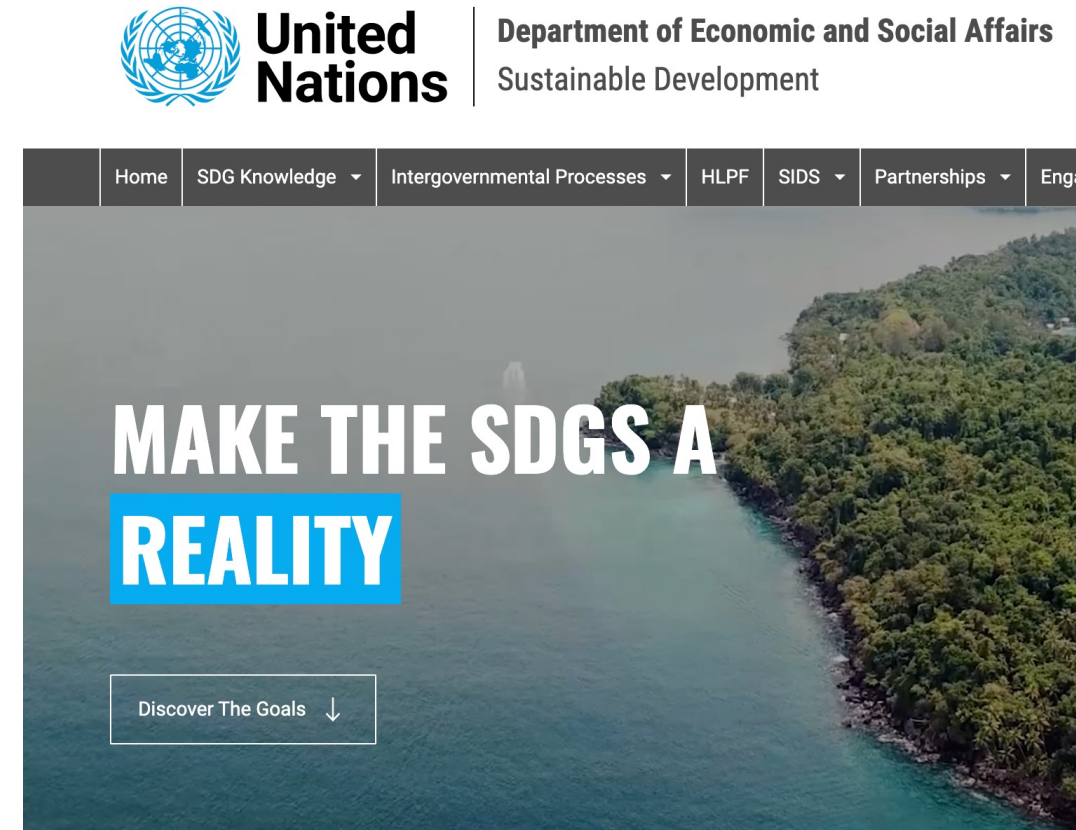 United
Nations
Department of Economic and Social Affairs
Sustainable Development
Home SDG Knowledge Intergovernmental Processes HLPF SIDS Partnerships
MAKE THE SDGS A
REALITY
Discover The Goals